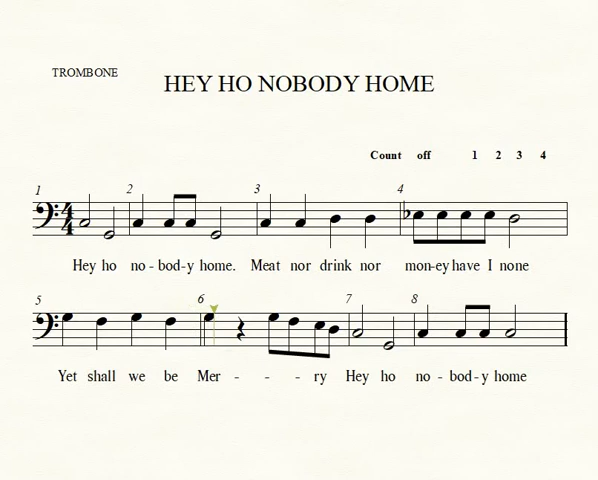 TROMBONE
HEY HO NOBODY HOME
Count off 1 2 3 4
1 2 3 4
Hey ho no - bod - y home. Meat nor drink nor mon - ey have I none
5 6 7 8
Yet shall we be Mer - - - ry Hey ho no - bod - y home